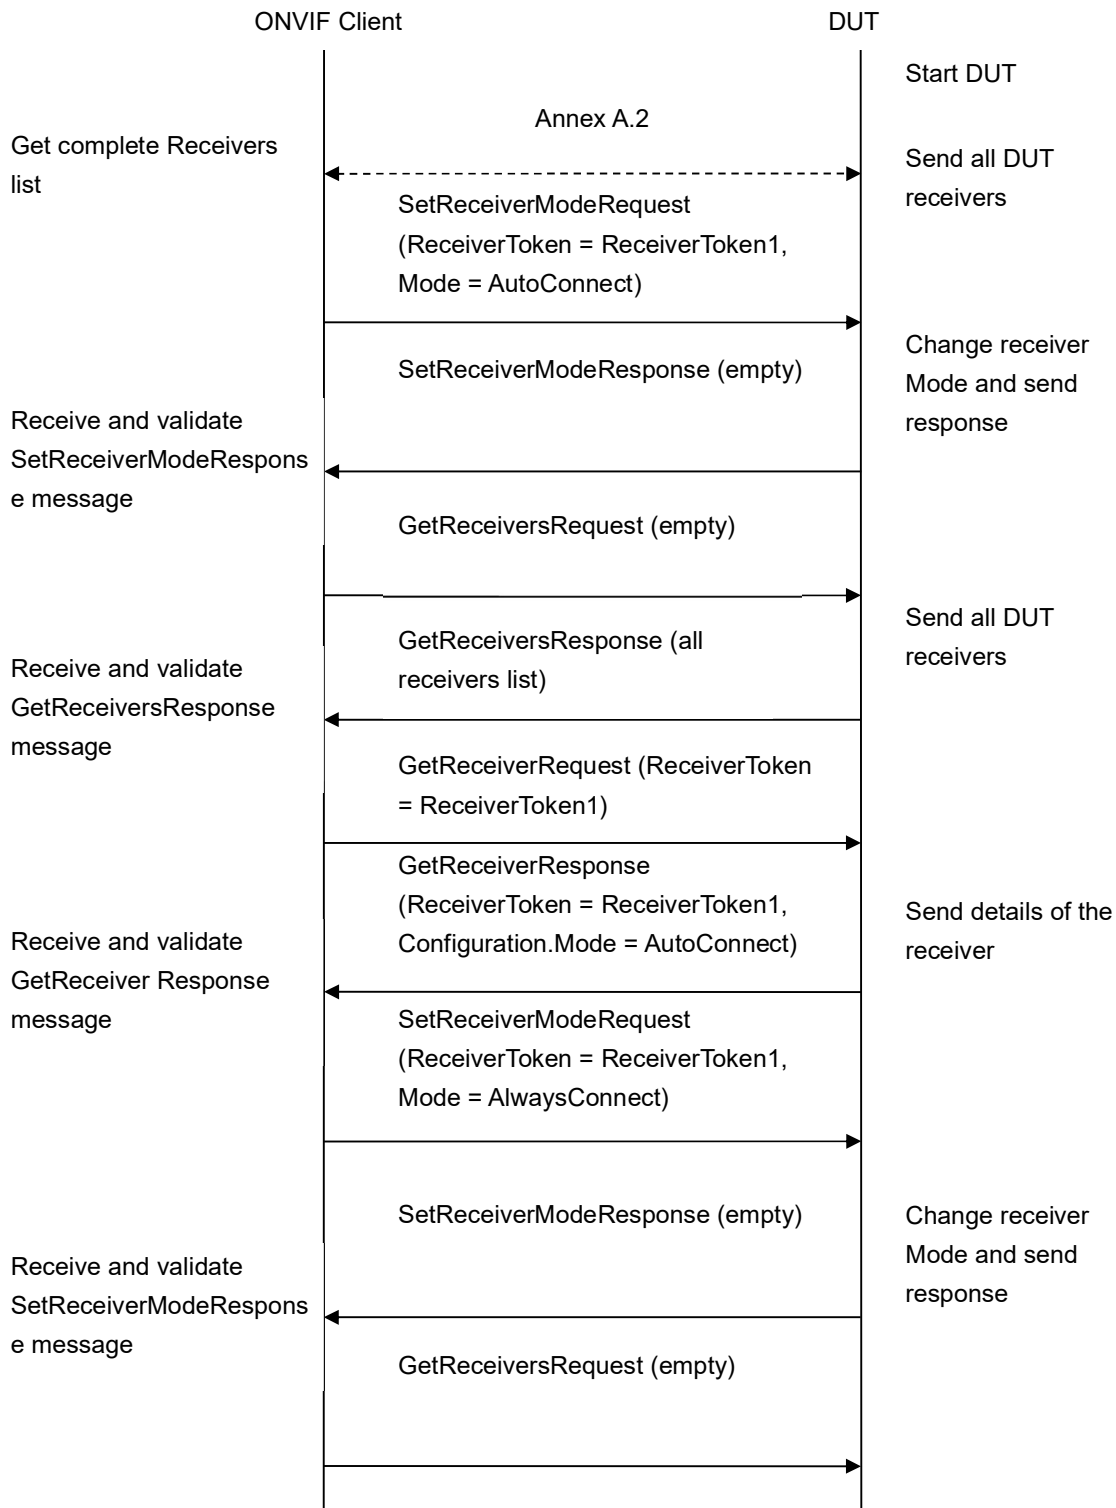 ONVIF Client
DUT
Start DUT
Annex A.2
Get complete Receivers
list
Send all DUT
receivers
SetReceiverModeRequest
(ReceiverToken = ReceiverToken1,
Mode = AutoConnect)
Change receiver
Mode and send
response
SetReceiverModeResponse (empty)
Receive and validate
SetReceiverModeRespons
e message
GetReceiversRequest (empty)
Send all DUT
receivers
GetReceiversResponse (all
receivers list)
Receive and validate
GetReceiversResponse
message
GetReceiverRequest (ReceiverToken
= ReceiverToken1)
GetReceiverResponse
(ReceiverToken = ReceiverToken1,
Configuration.Mode = AutoConnect)
Send details of the
receiver
Receive and validate
GetReceiver Response
message
SetReceiverModeRequest
(ReceiverToken = ReceiverToken1,
Mode = AlwaysConnect)
SetReceiverModeResponse (empty)
Change receiver
Mode and send
response
Receive and validate
SetReceiverModeRespons
e message
GetReceiversRequest (empty)